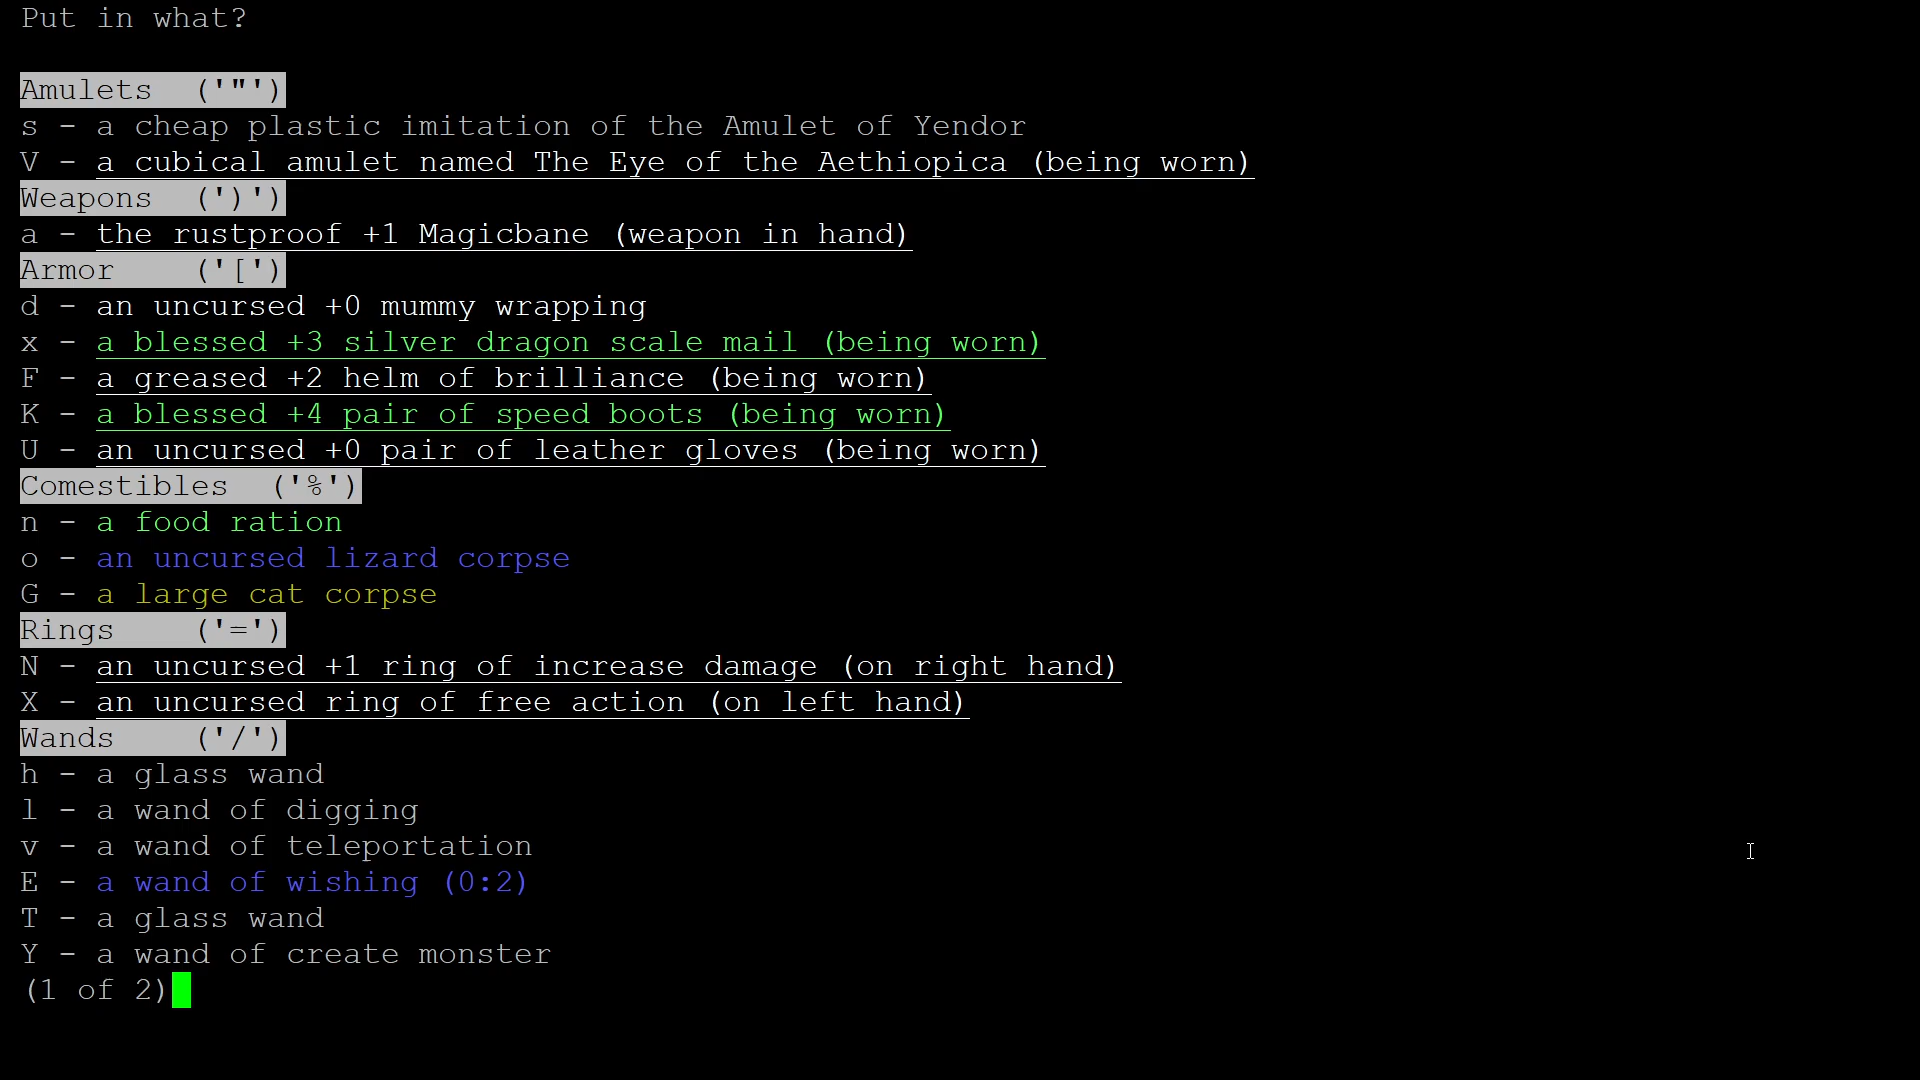 Put in what?
Amulets  ('"')
s - a cheap plastic imitation of the Amulet of Yendor
V - a cubical amulet named The Eye of the Aethiopica (being worn)
Weapons  (')')
a - the rustproof +1 Magicbane (weapon in hand)
Armor    ('[')
d - an uncursed +0 mummy wrapping
x - a blessed +3 silver dragon scale mail (being worn)
F - a greased +2 helm of brilliance (being worn)
K - a blessed +4 pair of speed boots (being worn)
U - an uncursed +0 pair of leather gloves (being worn)
Comestibles  ('%')
n - a food ration
o - an uncursed lizard corpse
G - a large cat corpse
Rings    ('=')
N - an uncursed +1 ring of increase damage (on right hand)
X - an uncursed ring of free action (on left hand)
Wands    ('/')
h - a glass wand
l - a wand of digging
v - a wand of teleportation
E - a wand of wishing (0:2)
T - a glass wand
Y - a wand of create monster
(1 of 2)